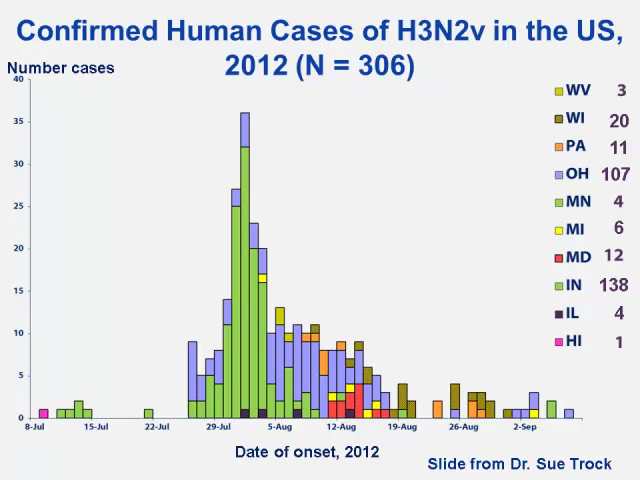 Confirmed Human Cases of H3N2v in the US,
2012 (N = 306)
Number cases
40
35
30
25
20
15
10
5
0
8-Jul 15-Jul 22-Jul 29-Jul 5-Aug 12-Aug 19-Aug 26-Aug 2-Sep
Date of onset, 2012
WV 3
WI 20
PA 11
OH 107
MN 4
MI 6
MD 12
IN 138
IL 4
HI 1
Slide from Dr. Sue Trock